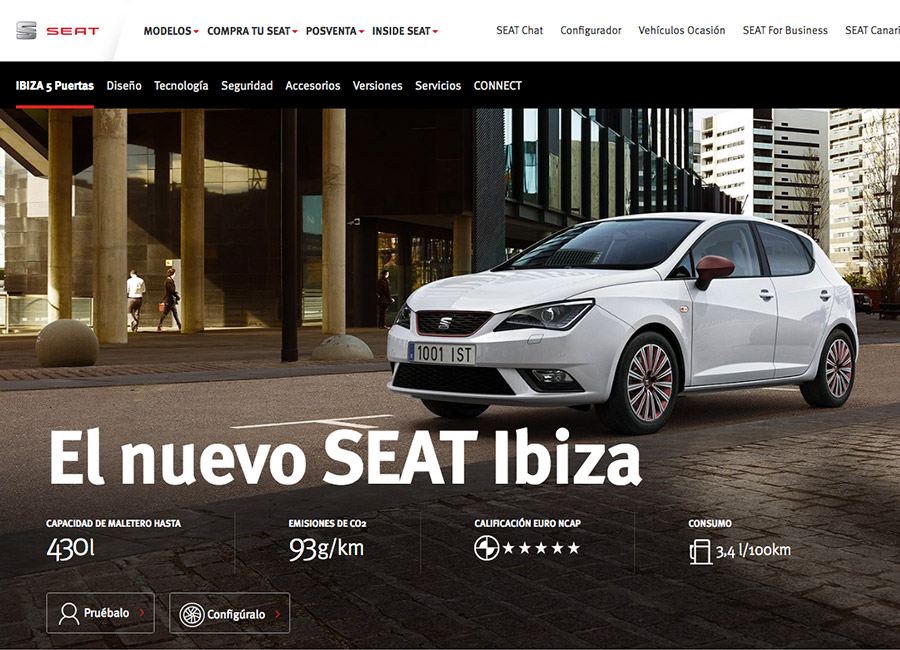 SEAT
MODELOS COMPRA TU SEAT POSVENTA INSIDE SEAT
SEAT Chat Configurador Vehículos Ocasión SEAT For Business SEAT Canari
IBIZA 5 Puertas Diseño Tecnología Seguridad Accesorios Versiones Servicios CONNECT
1001 IST
El nuevo SEAT Ibiza
CAPACIDAD DE MALETERO HASTA
430l
EMISIONES DE CO2
93g/km
CALIFICACIÓN EURO NCAP
★★★★★
CONSUMO
3,4 l/100km
Pruébalo
Configúralo